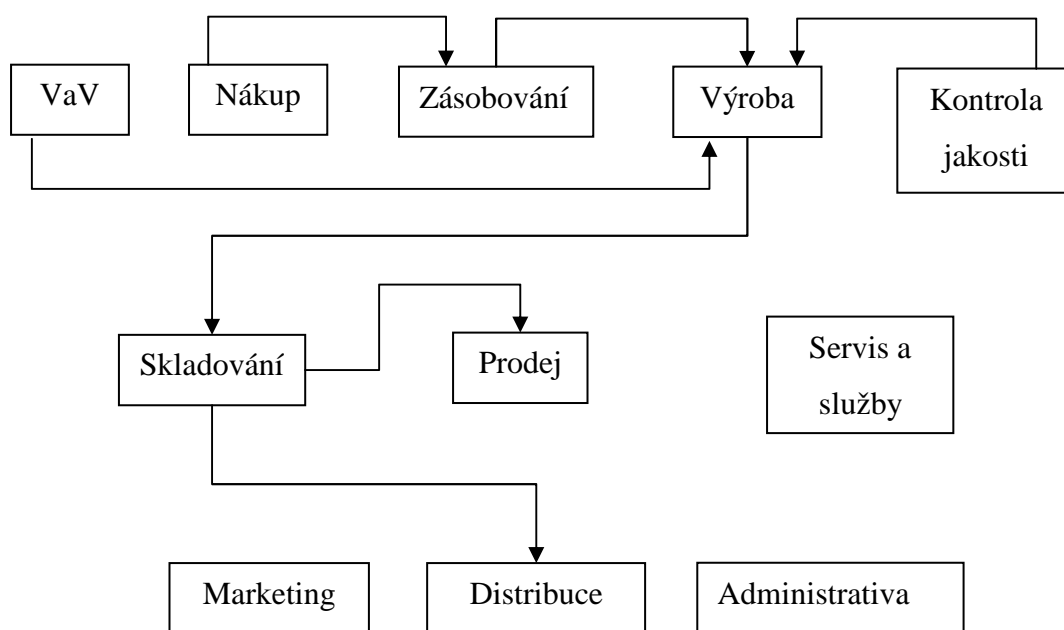 VaV
Nákup
Zásobování
Výroba
Kontrola
jakosti
Skladování
Prodej
Servis a
služby
Marketing
Distribuce
Administrativa